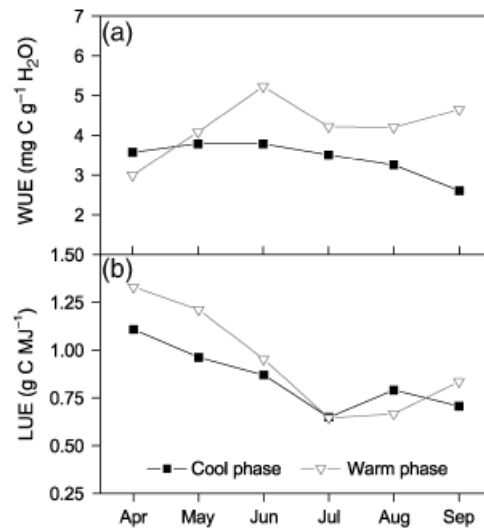 (a)
WUE (mg C g⁻¹ H₂O)
7
6
5
4
3
2
(b)
LUE (g C MJ⁻¹)
1.50
1.25
1.00
0.75
0.50
0.25
Cool phase Warm phase
Apr May Jun Jul Aug Sep